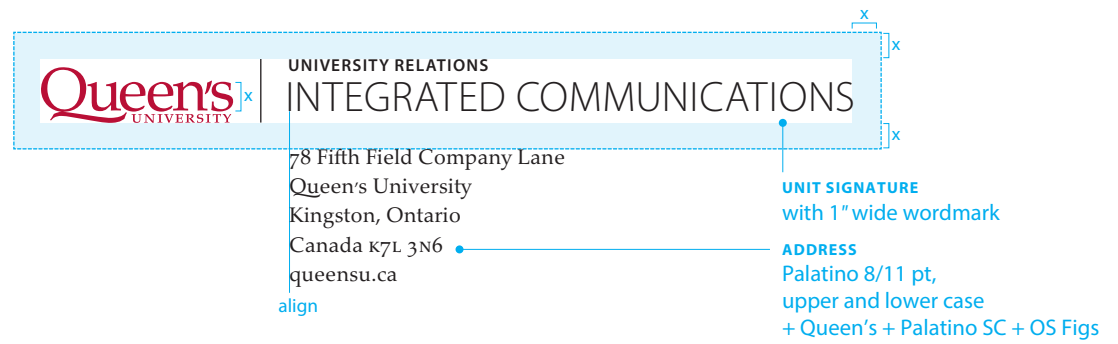 x
x
UNIVERSITY RELATIONS
Queen's x INTEGRATED COMMUNICATIONS
UNIVERSITY
x
78 Fifth Field Company Lane
Queen's University
Kingston, Ontario
Canada K7L 3N6
queensu.ca
align
UNIT SIGNATURE
with 1" wide wordmark
ADDRESS
Palatino 8/11 pt,
upper and lower case
+ Queen's + Palatino SC + OS Figs